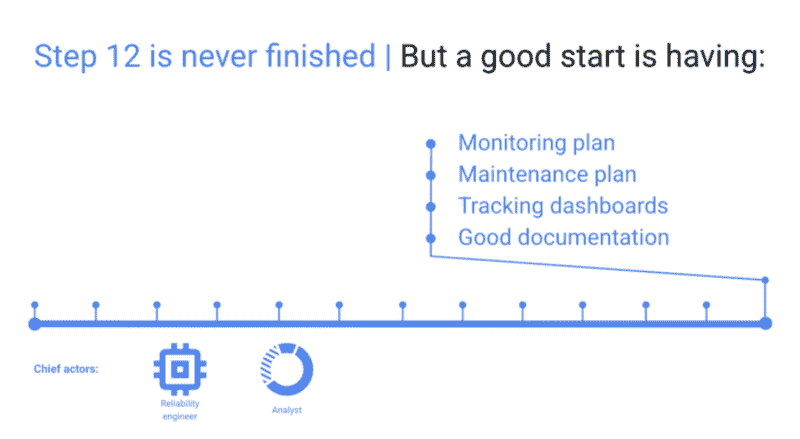 Step 12 is never finished | But a good start is having:
Monitoring plan
Maintenance plan
Tracking dashboards
Good documentation
Chief actors:
Reliability
engineer
Analyst